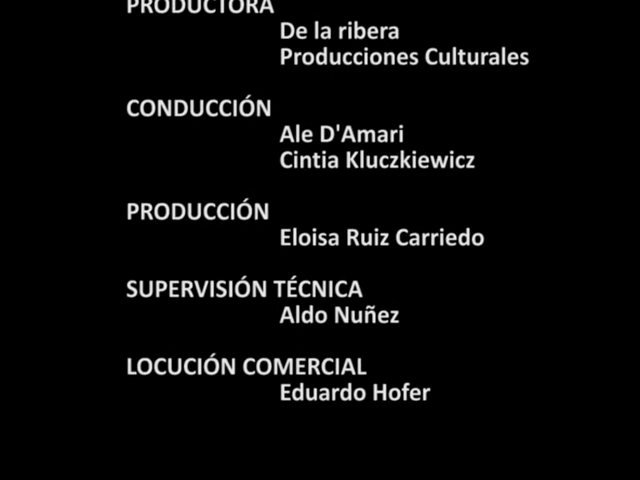 PRODUCTORA
De la ribera
Producciones Culturales
CONDUCCIÓN
Ale D'Amari
Cintia Kluczkiewicz
PRODUCCIÓN
Eloisa Ruiz Carriedo
SUPERVISIÓN TÉCNICA
Aldo Nuñez
LOCUCIÓN COMERCIAL
Eduardo Hofer